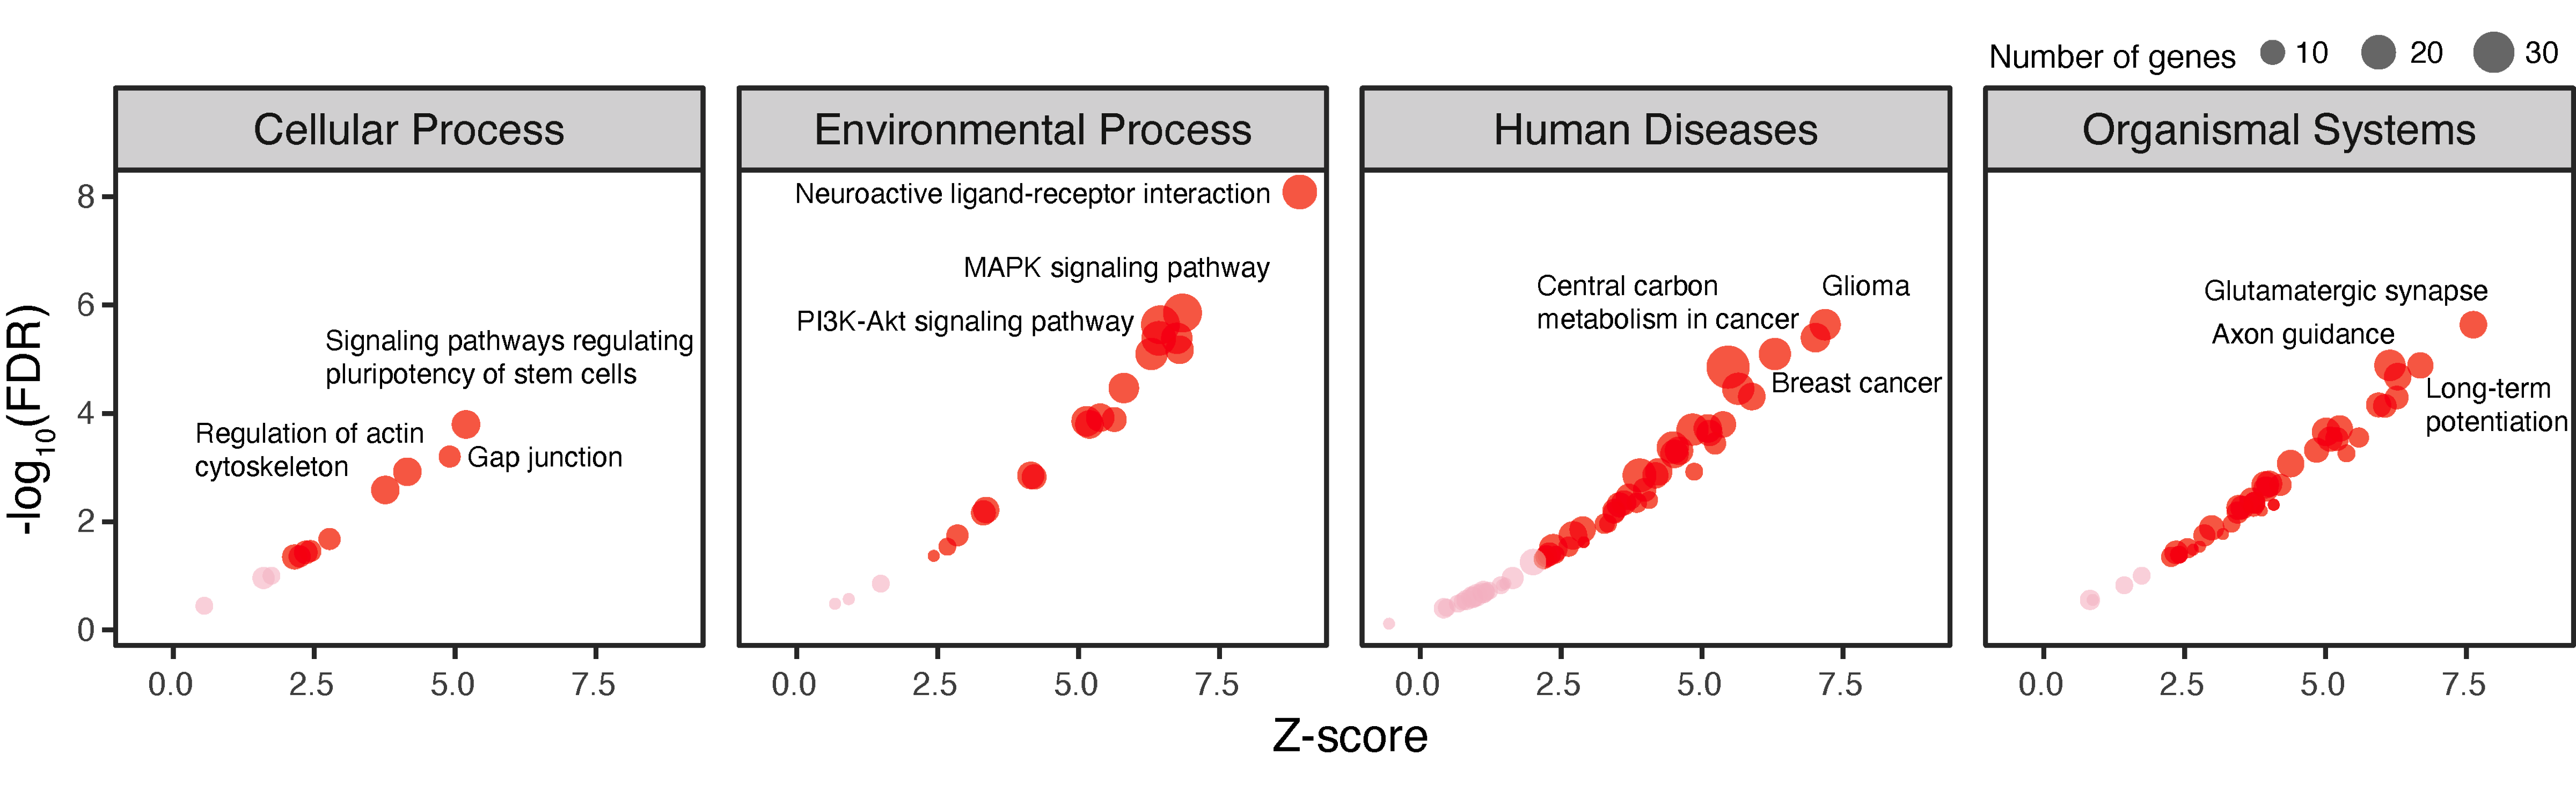 Number of genes 10 20 30
Cellular Process
Environmental Process
Human Diseases
Organismal Systems
-log10(FDR)
8
6
4
2
0
Signaling pathways regulating
pluripotency of stem cells
Regulation of actin
cytoskeleton
Gap junction
0.0 2.5 5.0 7.5
Neuroactive ligand-receptor interaction
MAPK signaling pathway
PI3K-Akt signaling pathway
0.0 2.5 5.0 7.5
Central carbon
metabolism in cancer
Glioma
Breast cancer
0.0 2.5 5.0 7.5
Glutamatergic synapse
Axon guidance
Long-term
potentiation
0.0 2.5 5.0 7.5
Z-score